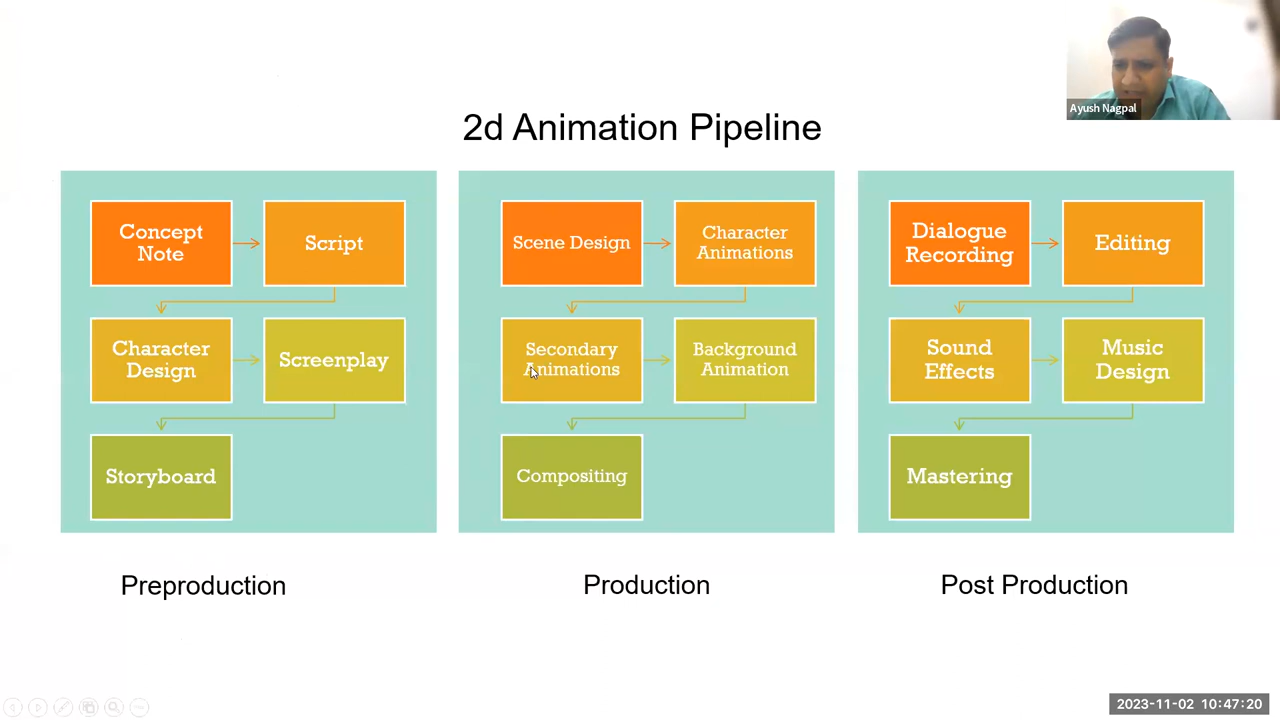 Ayush Nagpal
2d Animation Pipeline
Concept
Note
Script
Character
Design
Screenplay
Storyboard
Scene Design
Character
Animations
Secondary
Animations
Background
Animation
Compositing
Dialogue
Recording
Editing
Sound
Effects
Music
Design
Mastering
Preproduction
Production
Post Production
2023-11-02 10:47:20